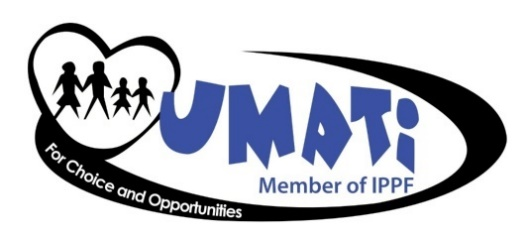 UMATi
Member of IPPF
For Choice and Opportunities